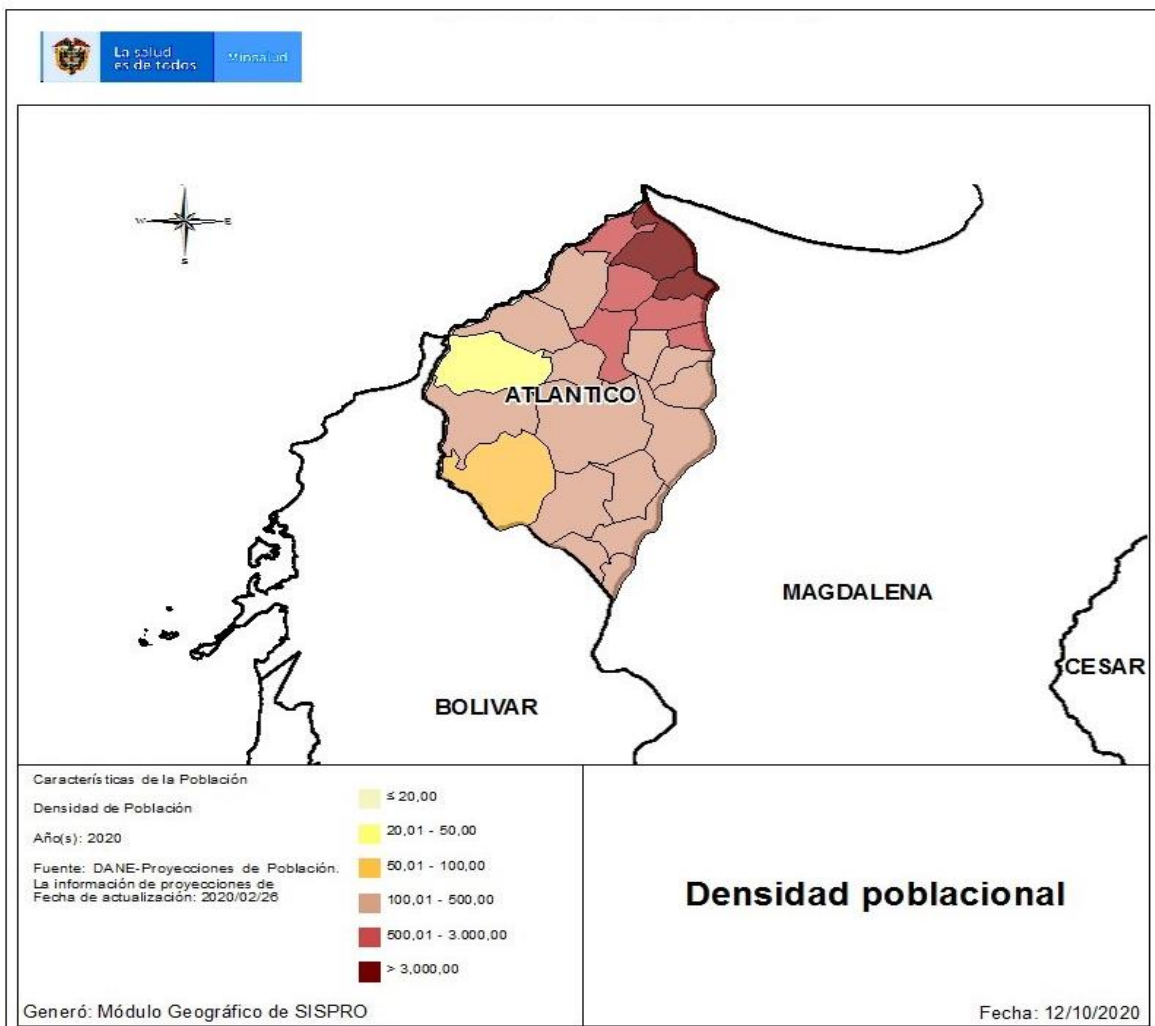 La salud
es de todos
Minsalud
N
W
E
S
ATLANTICO
MAGDALENA
CESAR
BOLIVAR
Características de la Población
Densidad de Población
Año(s): 2020
Fuente: DANE-Proyecciones de Población.
La información de proyecciones de
Fecha de actualización: 2020/02/26
≤ 20,00
20,01 - 50,00
50,01 - 100,00
100,01 - 500,00
500,01 - 3.000,00
> 3,000,00
Densidad poblacional
Generó: Módulo Geográfico de SISPRO
Fecha: 12/10/2020